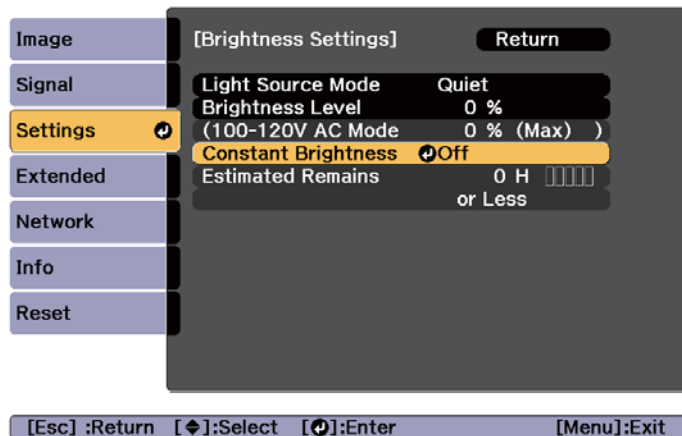 Image
Signal
Settings
Extended
Network
Info
Reset
[Brightness Settings] Return
Light Source Mode Quiet
Brightness Level 0 %
(100-120V AC Mode 0 % (Max) )
Constant Brightness Off
Estimated Remains 0 H
or Less
[Esc] :Return [◆]:Select [↵]:Enter [Menu]:Exit